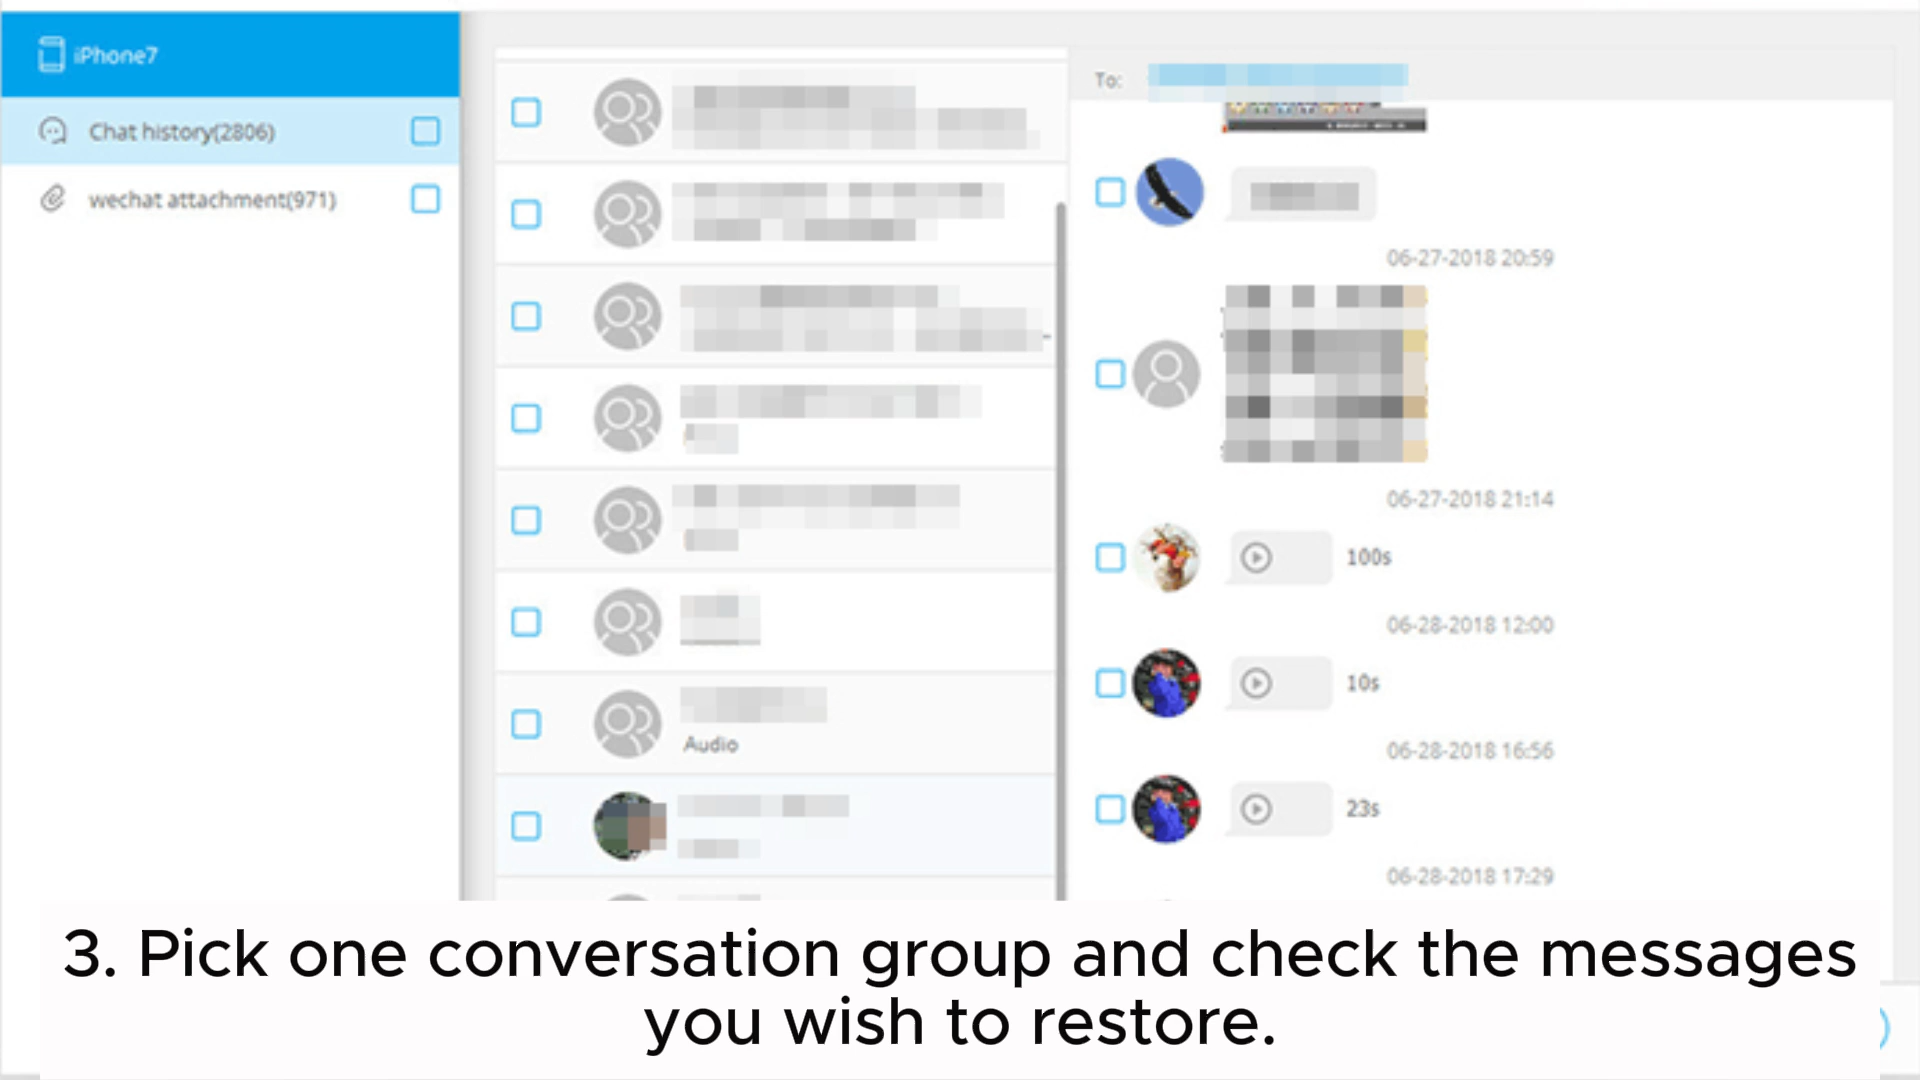 iPhone7
Chat history(2806)
wechat attachment(971)
Audio
To:
06-27-2018 20:59
06-27-2018 21:14
100s
06-28-2018 12:00
10s
06-28-2018 16:56
23s
06-28-2018 17:29
3. Pick one conversation group and check the messages
you wish to restore.